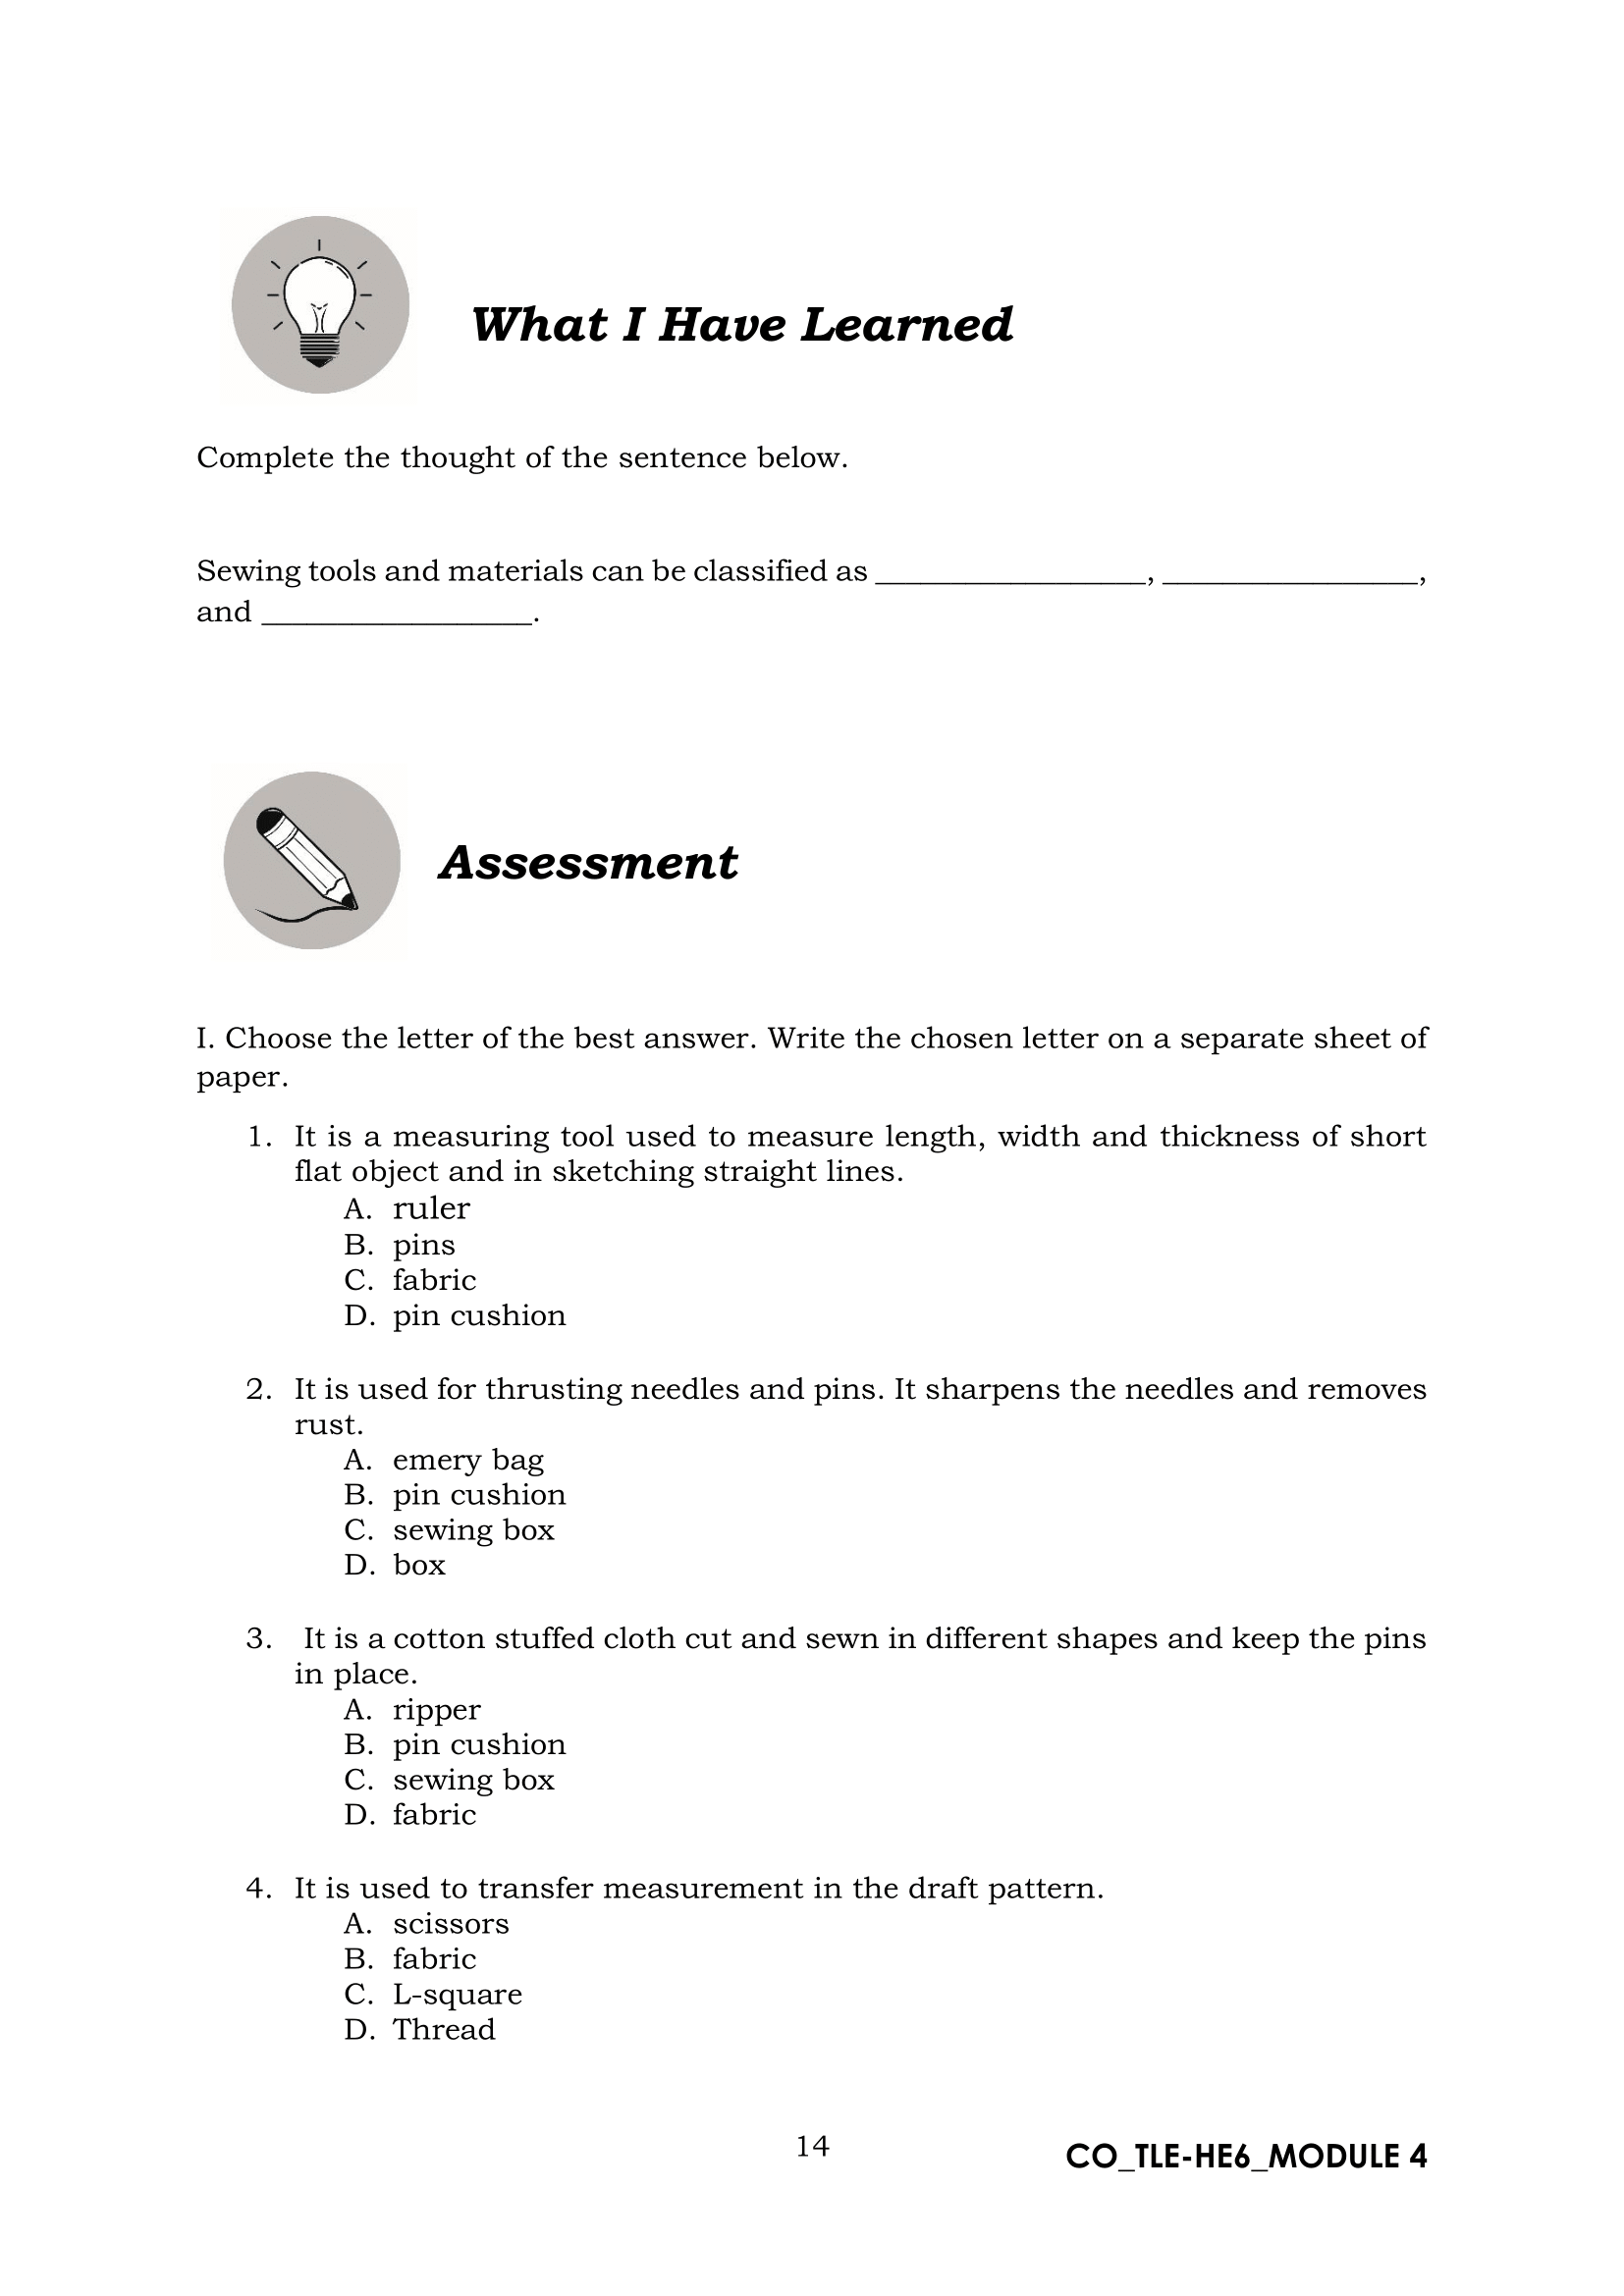 What I Have Learned
Complete the thought of the sentence below.
Sewing tools and materials can be classified as __________________, _________________,
and __________________.
Assessment
I. Choose the letter of the best answer. Write the chosen letter on a separate sheet of
paper.
1. It is a measuring tool used to measure length, width and thickness of short
flat object and in sketching straight lines.
A. ruler
B. pins
C. fabric
D. pin cushion
2. It is used for thrusting needles and pins. It sharpens the needles and removes
rust.
A. emery bag
B. pin cushion
C. sewing box
D. box
3. It is a cotton stuffed cloth cut and sewn in different shapes and keep the pins
in place.
A. ripper
B. pin cushion
C. sewing box
D. fabric
4. It is used to transfer measurement in the draft pattern.
A. scissors
B. fabric
C. L-square
D. Thread
14
CO_TLE-HE6_MODULE 4